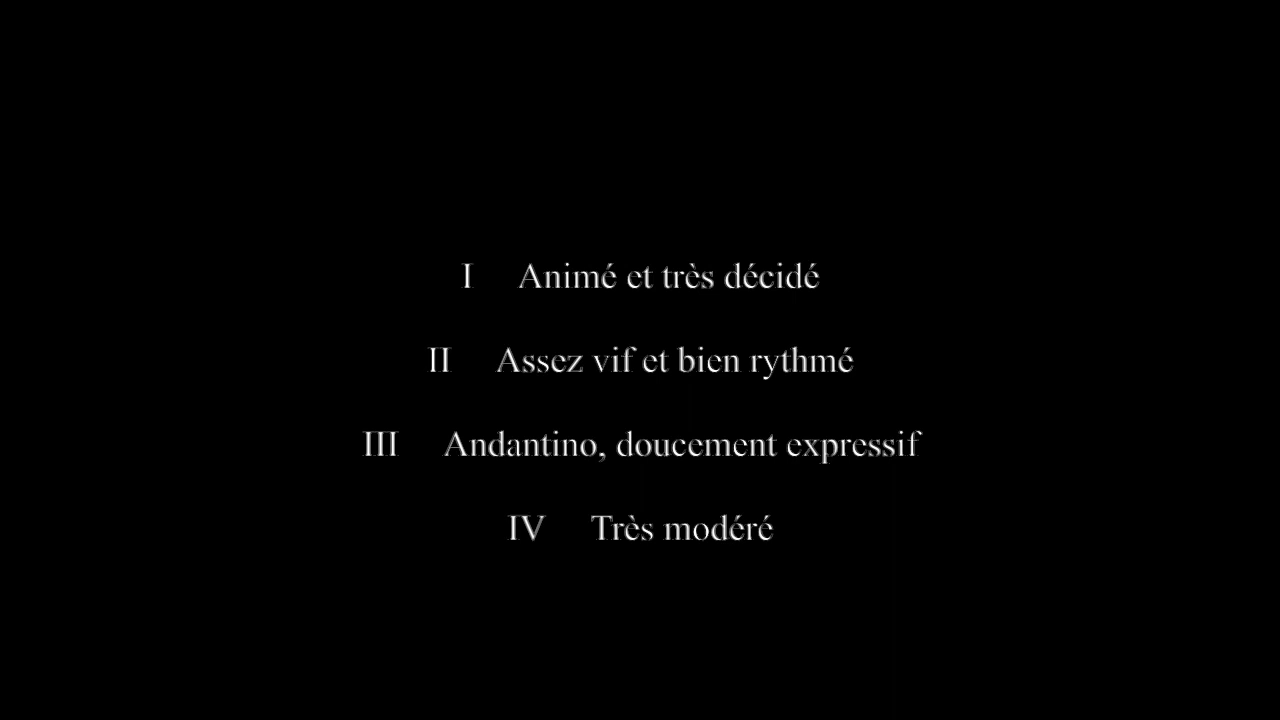 I Animé et très décidé
II Assez vif et bien rythmé
III Andantino, doucement expressif
IV Très modéré